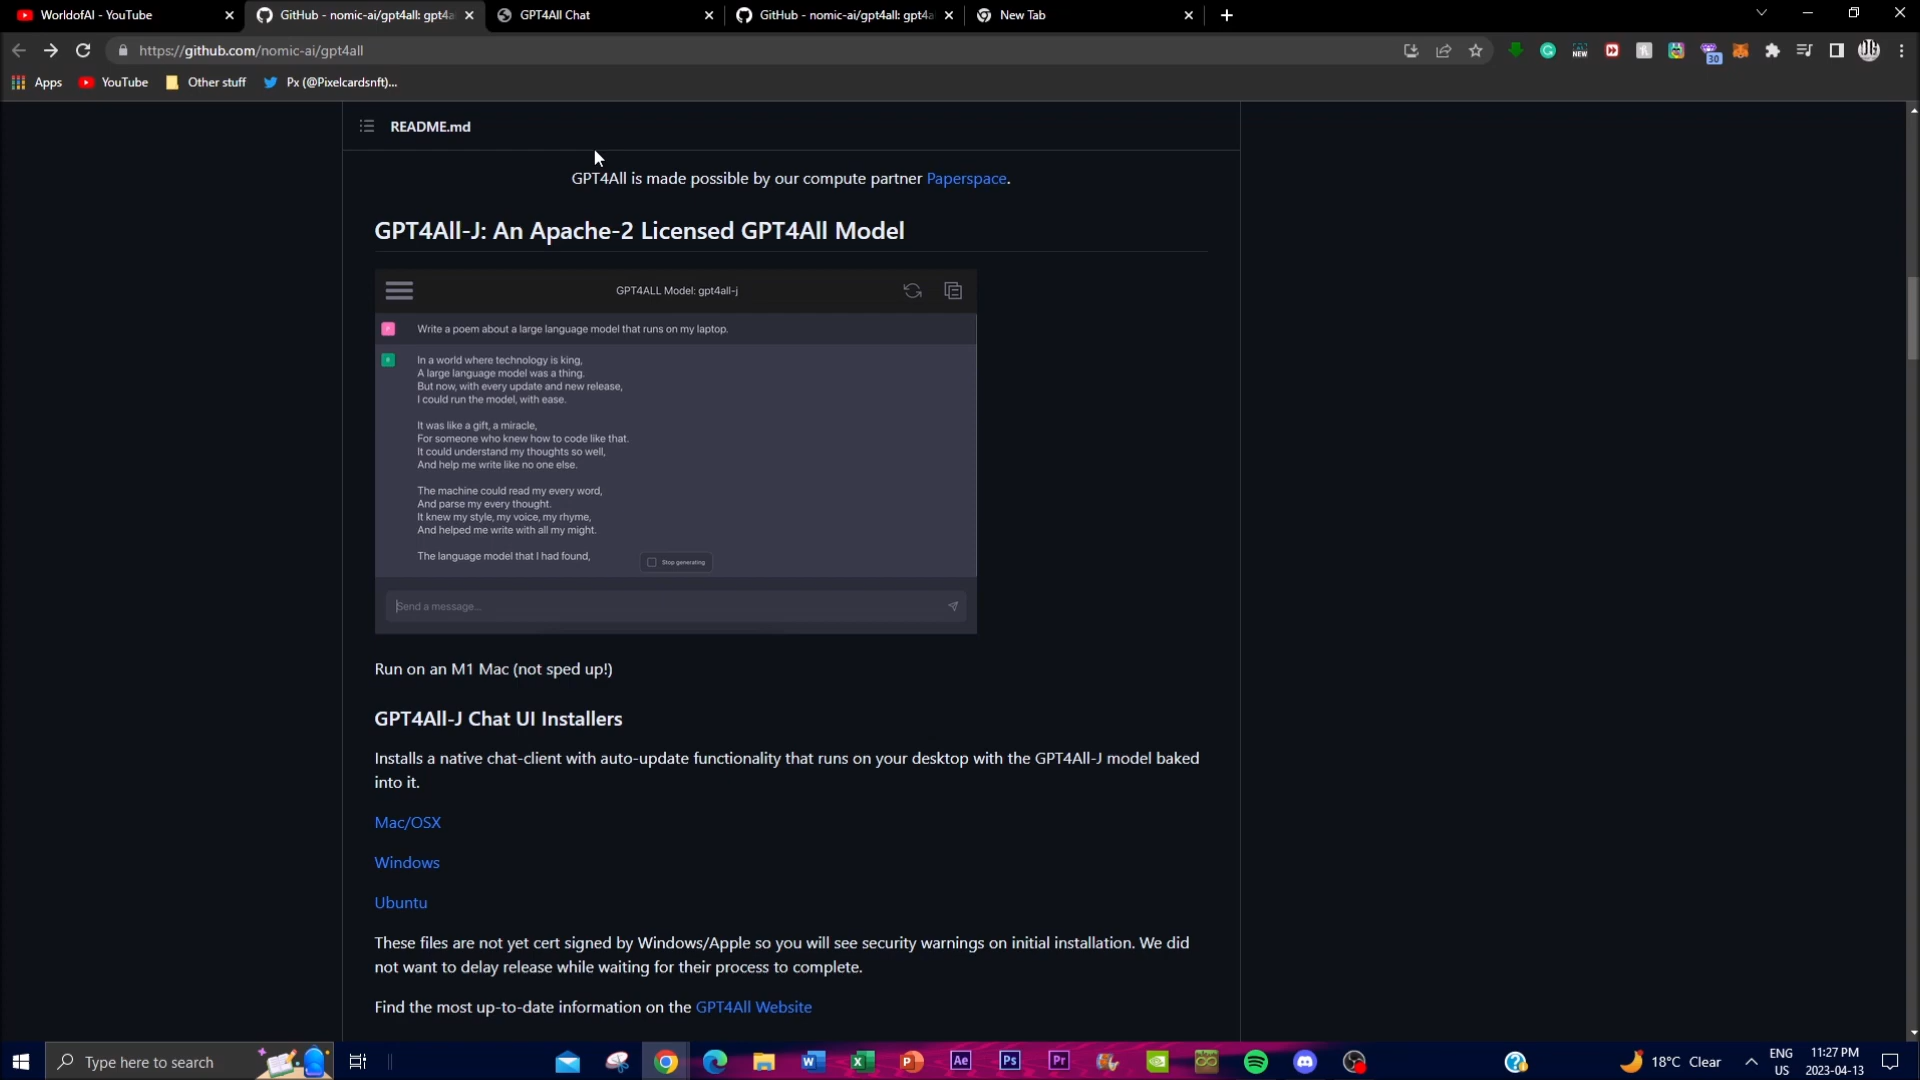 WorldofAI - YouTube
GitHub - nomic-ai/gpt4all: gpt4a
GPT4All Chat
GitHub - nomic-ai/gpt4all: gpt4a
New Tab
https://github.com/nomic-ai/gpt4all
NEW
30
Apps
YouTube
Other stuff
Px (@Pixelcardsnft)...
README.md
GPT4All is made possible by our compute partner Paperspace.
GPT4All-J: An Apache-2 Licensed GPT4All Model
GPT4ALL Model: gpt4all-j
Write a poem about a large language model that runs on my laptop.
In a world where technology is king,
A large language model was a thing.
But now, with every update and new release,
I could run the model, with ease.
It was like a gift, a miracle,
For someone who knew how to code like that.
It could understand my thoughts so well,
And help me write like no one else.
The machine could read my every word,
And parse my every thought.
It knew my style, my voice, my rhyme,
And helped me write with all my might.
The language model that I had found,
Stop generating
Send a message...
Run on an M1 Mac (not sped up!)
GPT4All-J Chat UI Installers
Installs a native chat-client with auto-update functionality that runs on your desktop with the GPT4All-J model baked
into it.
Mac/OSX
Windows
Ubuntu
These files are not yet cert signed by Windows/Apple so you will see security warnings on initial installation. We did
not want to delay release while waiting for their process to complete.
Find the most up-to-date information on the GPT4All Website
Type here to search
Ae
Ps
Pr
18°C Clear
ENG
US
11:27 PM
2023-04-13